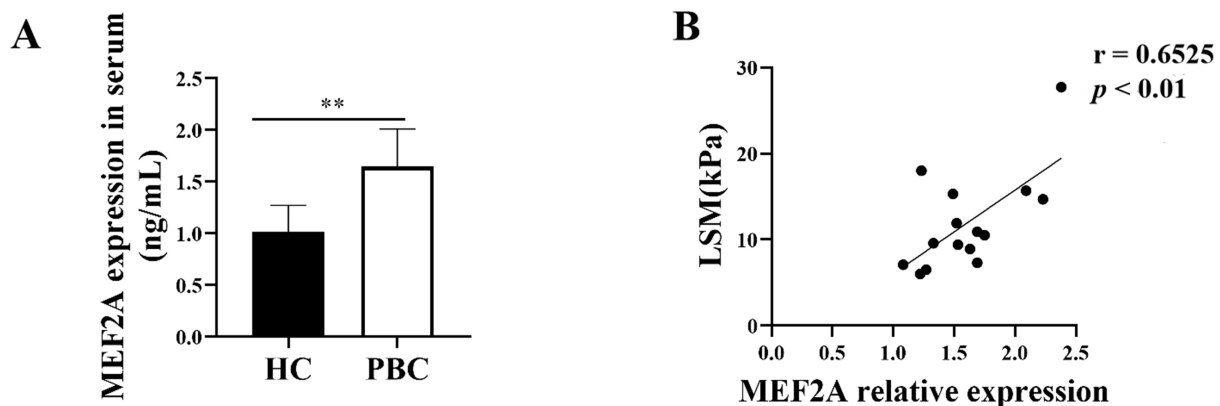 A
MEF2A expression in serum
(ng/mL)
2.5
2.0
1.5
1.0
0.5
0.0
**
HC PBC
B
r = 0.6525
p < 0.01
LSM(kPa)
30
20
10
0
0.0 0.5 1.0 1.5 2.0 2.5
MEF2A relative expression